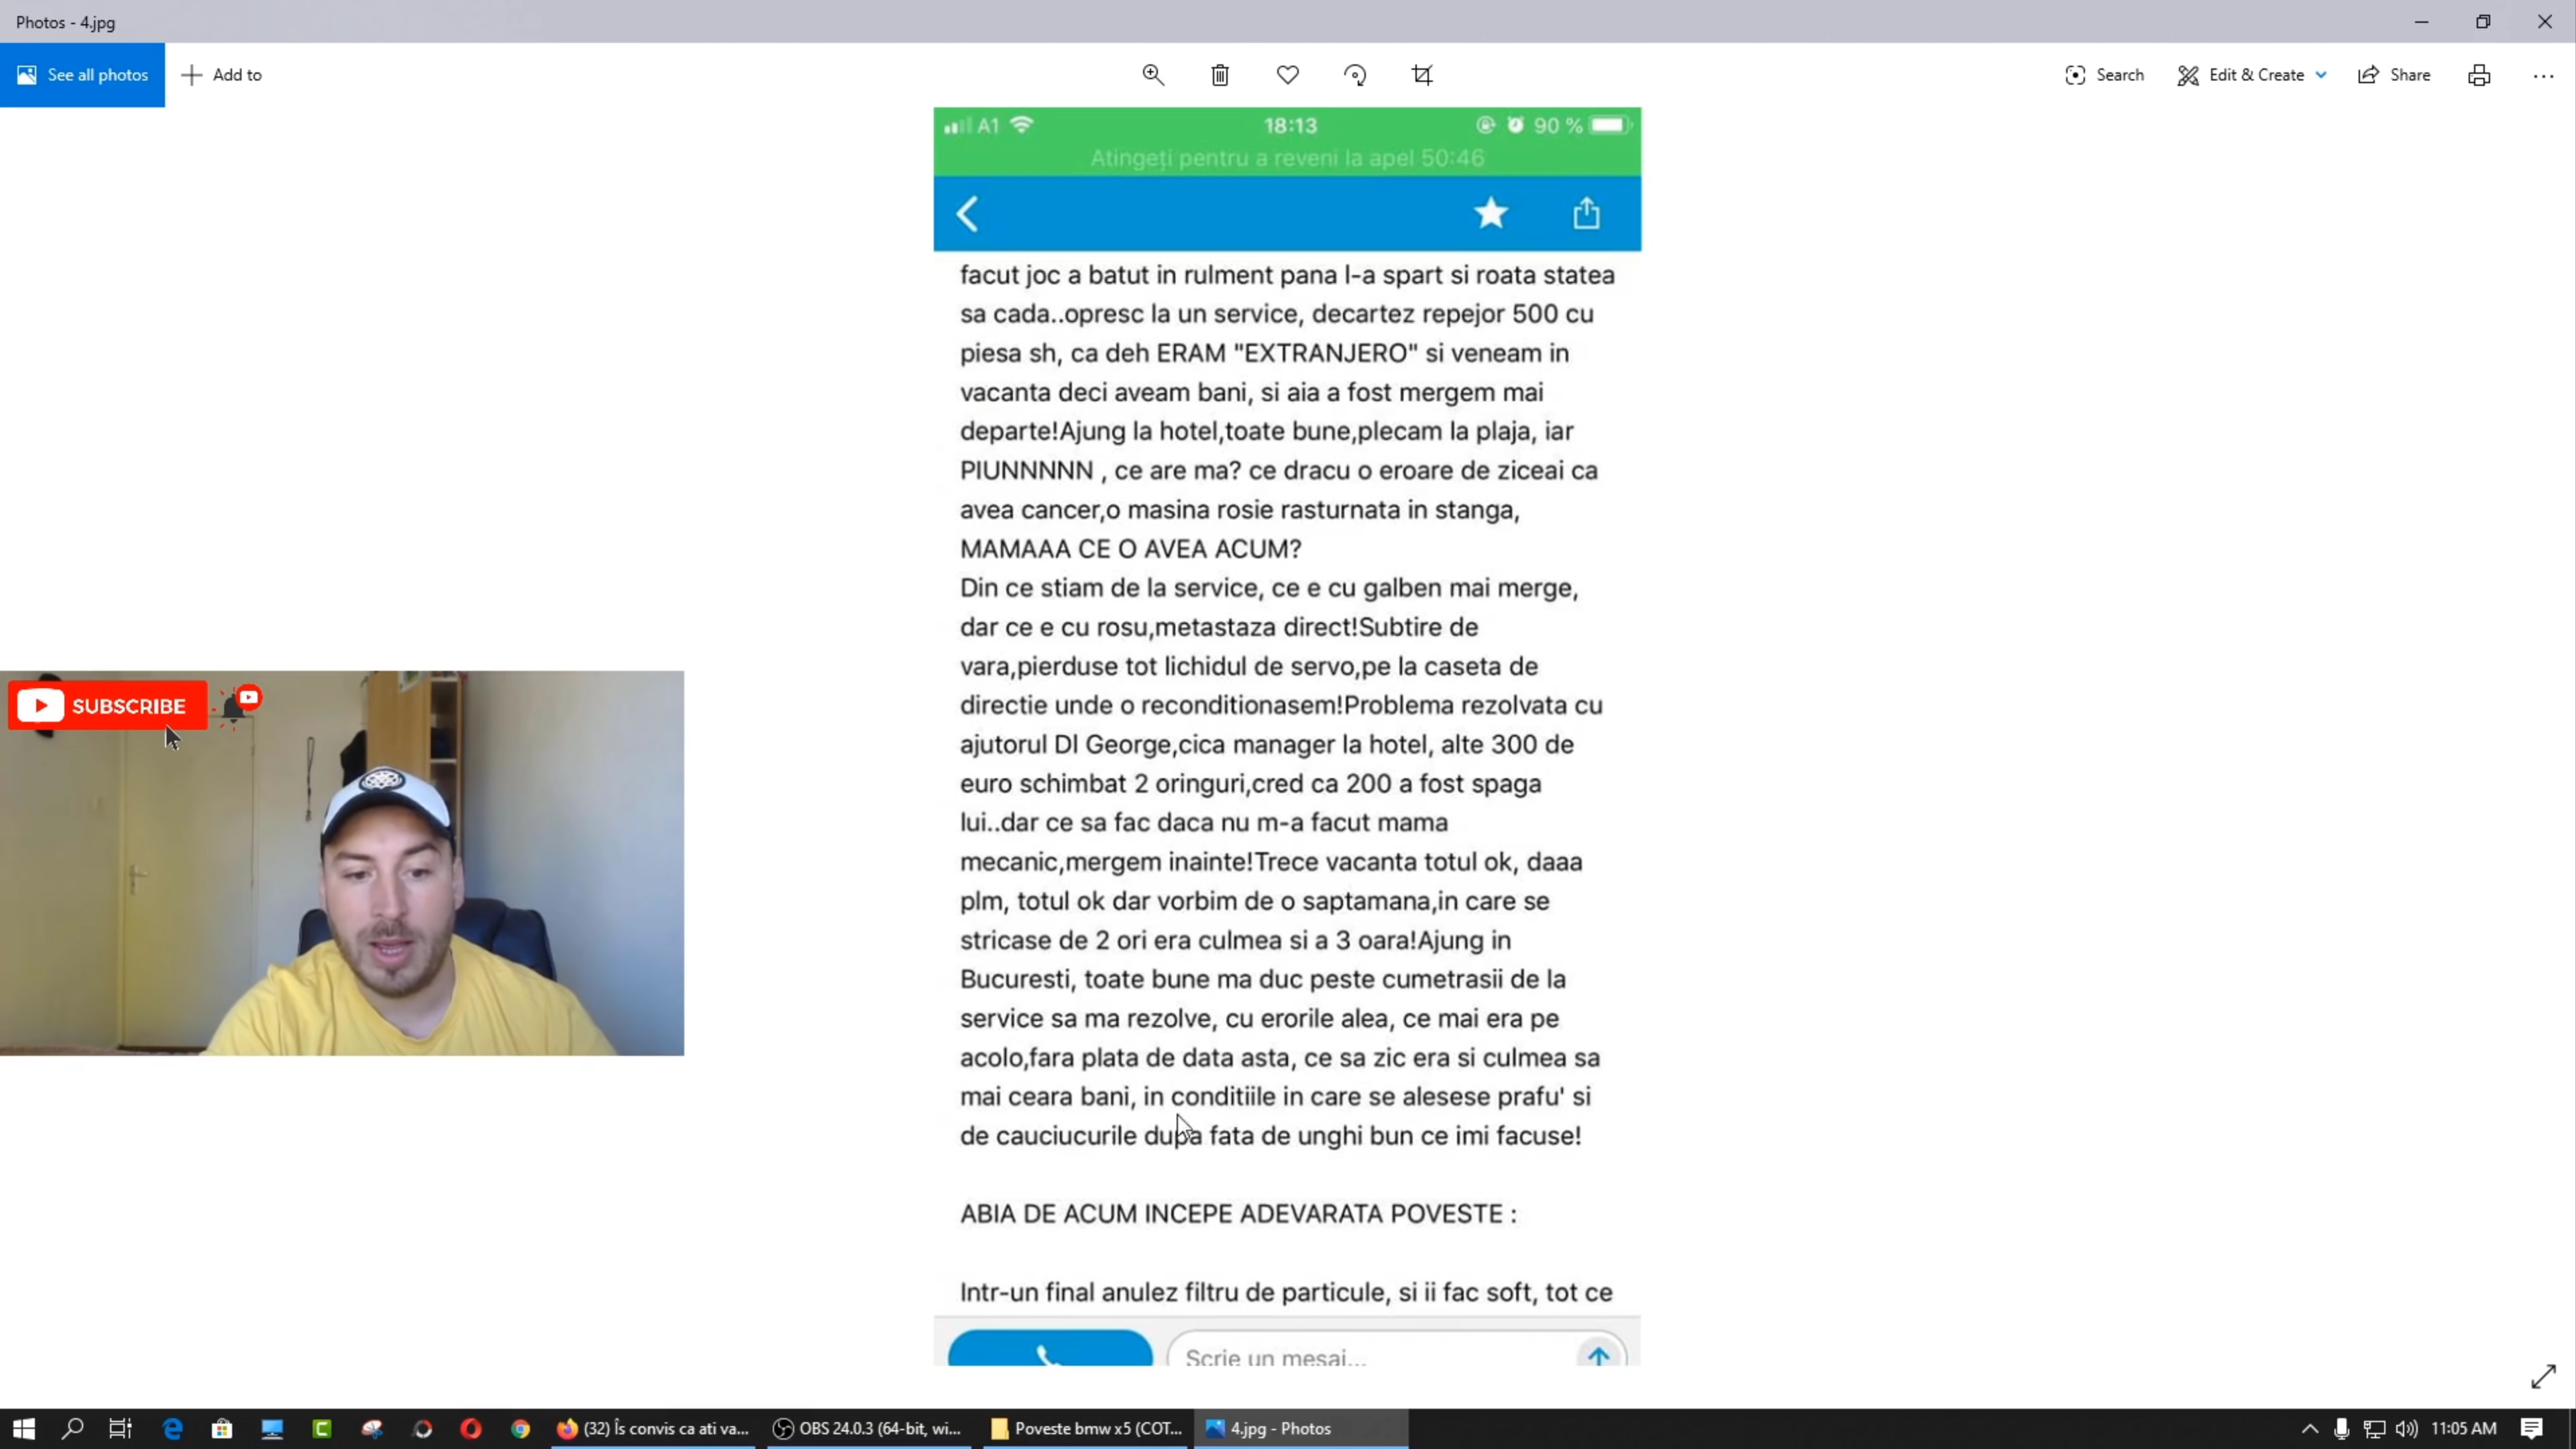 Photos - 4.jpg
See all photos
Add to
Search
Edit & Create
Share
A1
18:13
90 %
Atingeți pentru a reveni la apel 50:46
facut joc a batut in rulment pana l-a spart si roata statea
sa cada..opresc la un service, decartez repejor 500 cu
piesa sh, ca deh ERAM "EXTRANJERO" si veneam in
vacanta deci aveam bani, si aia a fost mergem mai
departe!Ajung la hotel,toate bune,plecam la plaja, iar
PIUNNNNN , ce are ma? ce dracu o eroare de ziceai ca
avea cancer,o masina rosie rasturnata in stanga,
MAMAAA CE O AVEA ACUM?
Din ce stiam de la service, ce e cu galben mai merge,
dar ce e cu rosu,metastaza direct!Subtire de
vara,pierduse tot lichidul de servo,pe la caseta de
directie unde o reconditionasem!Problema rezolvata cu
ajutorul Dl George,cica manager la hotel, alte 300 de
euro schimbat 2 oringuri,cred ca 200 a fost spaga
lui..dar ce sa fac daca nu m-a facut mama
mecanic,mergem inainte!Trece vacanta totul ok, daaa
plm, totul ok dar vorbim de o saptamana,in care se
stricase de 2 ori era culmea si a 3 oara!Ajung in
Bucuresti, toate bune ma duc peste cumetrasii de la
service sa ma rezolve, cu erorile alea, ce mai era pe
acolo,fara plata de data asta, ce sa zic era si culmea sa
mai ceara bani, in conditiile in care se alesese prafu' si
de cauciucurile dupa fata de unghi bun ce imi facuse!
ABIA DE ACUM INCEPE ADEVARATA POVESTE :
Intr-un final anulez filtru de particule, si ii fac soft, tot ce
Scrie un mesaj...
SUBSCRIBE
(32) Îs convis ca ati va...
OBS 24.0.3 (64-bit, wi...
Poveste bmw x5 (COT...
4.jpg - Photos
11:05 AM